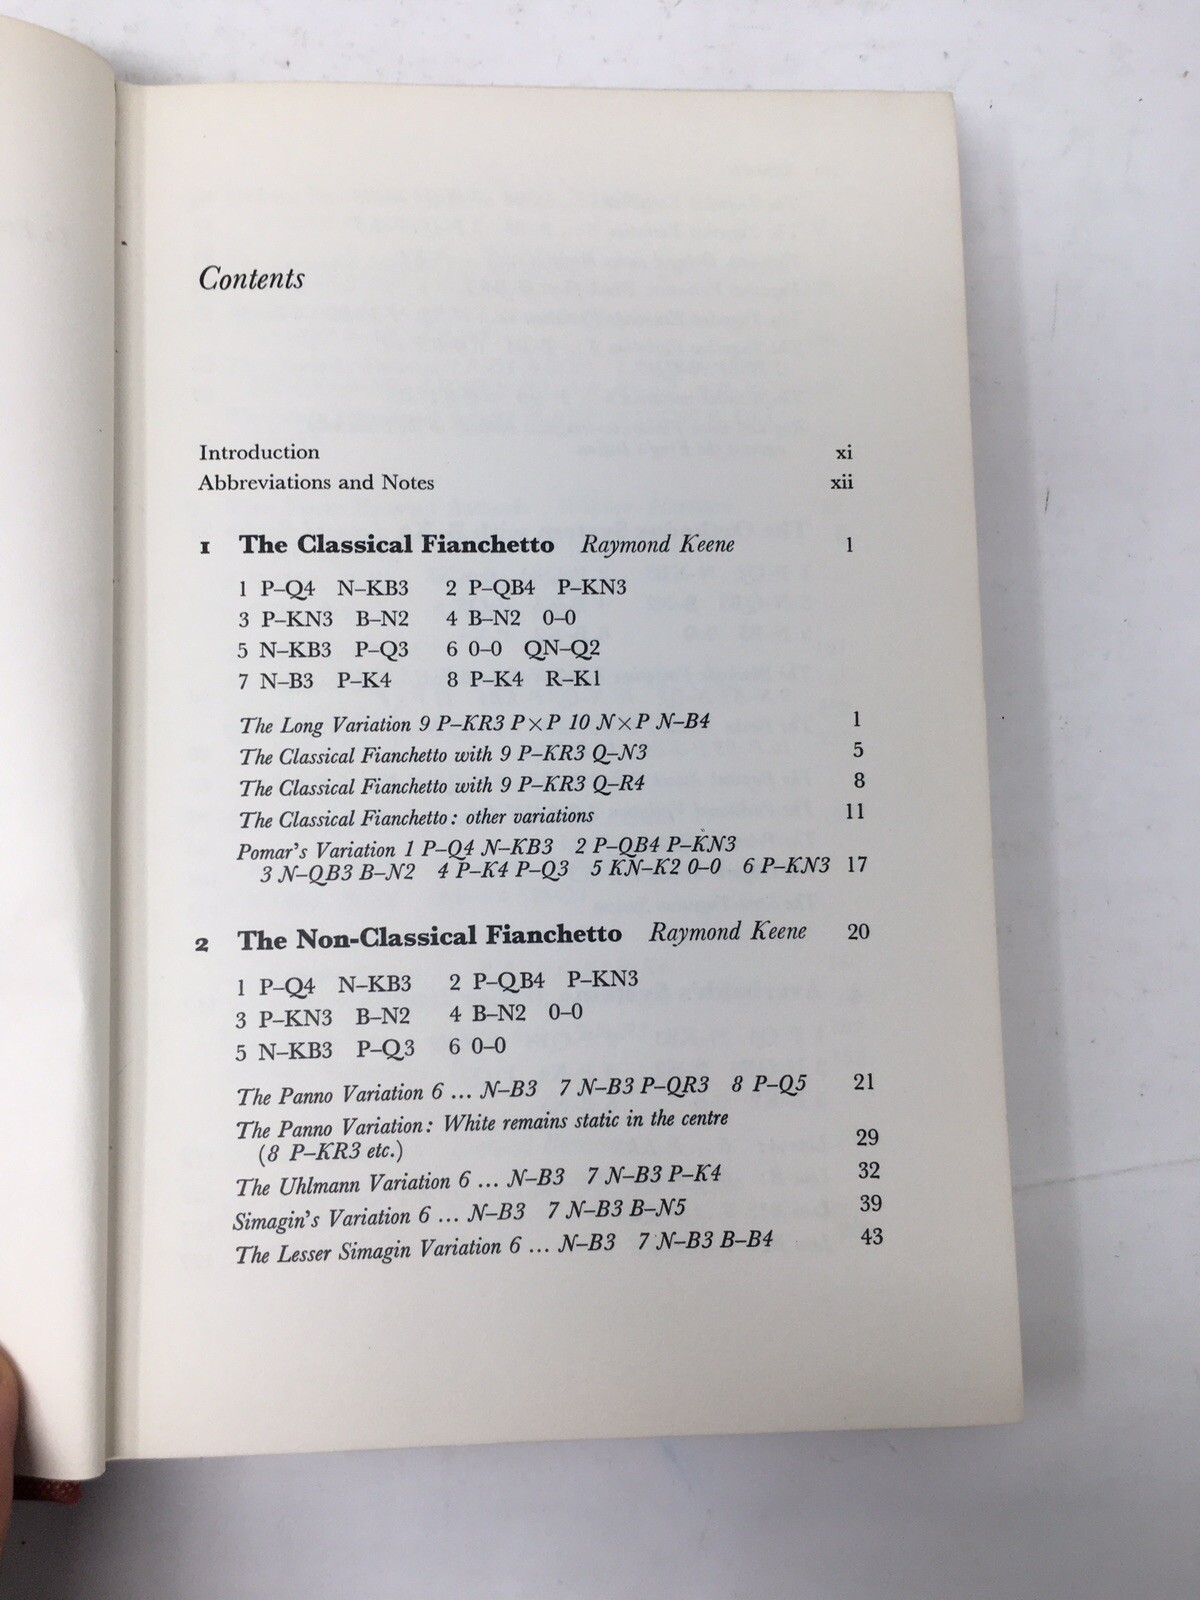 Contents
Introduction xi
Abbreviations and Notes xii
1 The Classical Fianchetto Raymond Keene 1
1 P–Q4 N–KB3 2 P–QB4 P–KN3
3 P–KN3 B–N2 4 B–N2 0–0
5 N–KB3 P–Q3 6 0–0 QN–Q2
7 N–B3 P–K4 8 P–K4 R–K1
The Long Variation 9 P–KR3 P×P 10 N×P N–B4 1
The Classical Fianchetto with 9 P–KR3 Q–N3 5
The Classical Fianchetto with 9 P–KR3 Q–R4 8
The Classical Fianchetto: other variations 11
Pomar's Variation 1 P–Q4 N–KB3 2 P–QB4 P–KN3
3 N–QB3 B–N2 4 P–K4 P–Q3 5 KN–K2 0–0 6 P–KN3 17
2 The Non-Classical Fianchetto Raymond Keene 20
1 P–Q4 N–KB3 2 P–QB4 P–KN3
3 P–KN3 B–N2 4 B–N2 0–0
5 N–KB3 P–Q3 6 0–0
The Panno Variation 6 ... N–B3 7 N–B3 P–QR3 8 P–Q5 21
The Panno Variation: White remains static in the centre
(8 P–KR3 etc.) 29
The Uhlmann Variation 6 ... N–B3 7 N–B3 P–K4 32
Simagin's Variation 6 ... N–B3 7 N–B3 B–N5 39
The Lesser Simagin Variation 6 ... N–B3 7 N–B3 B–B4 43